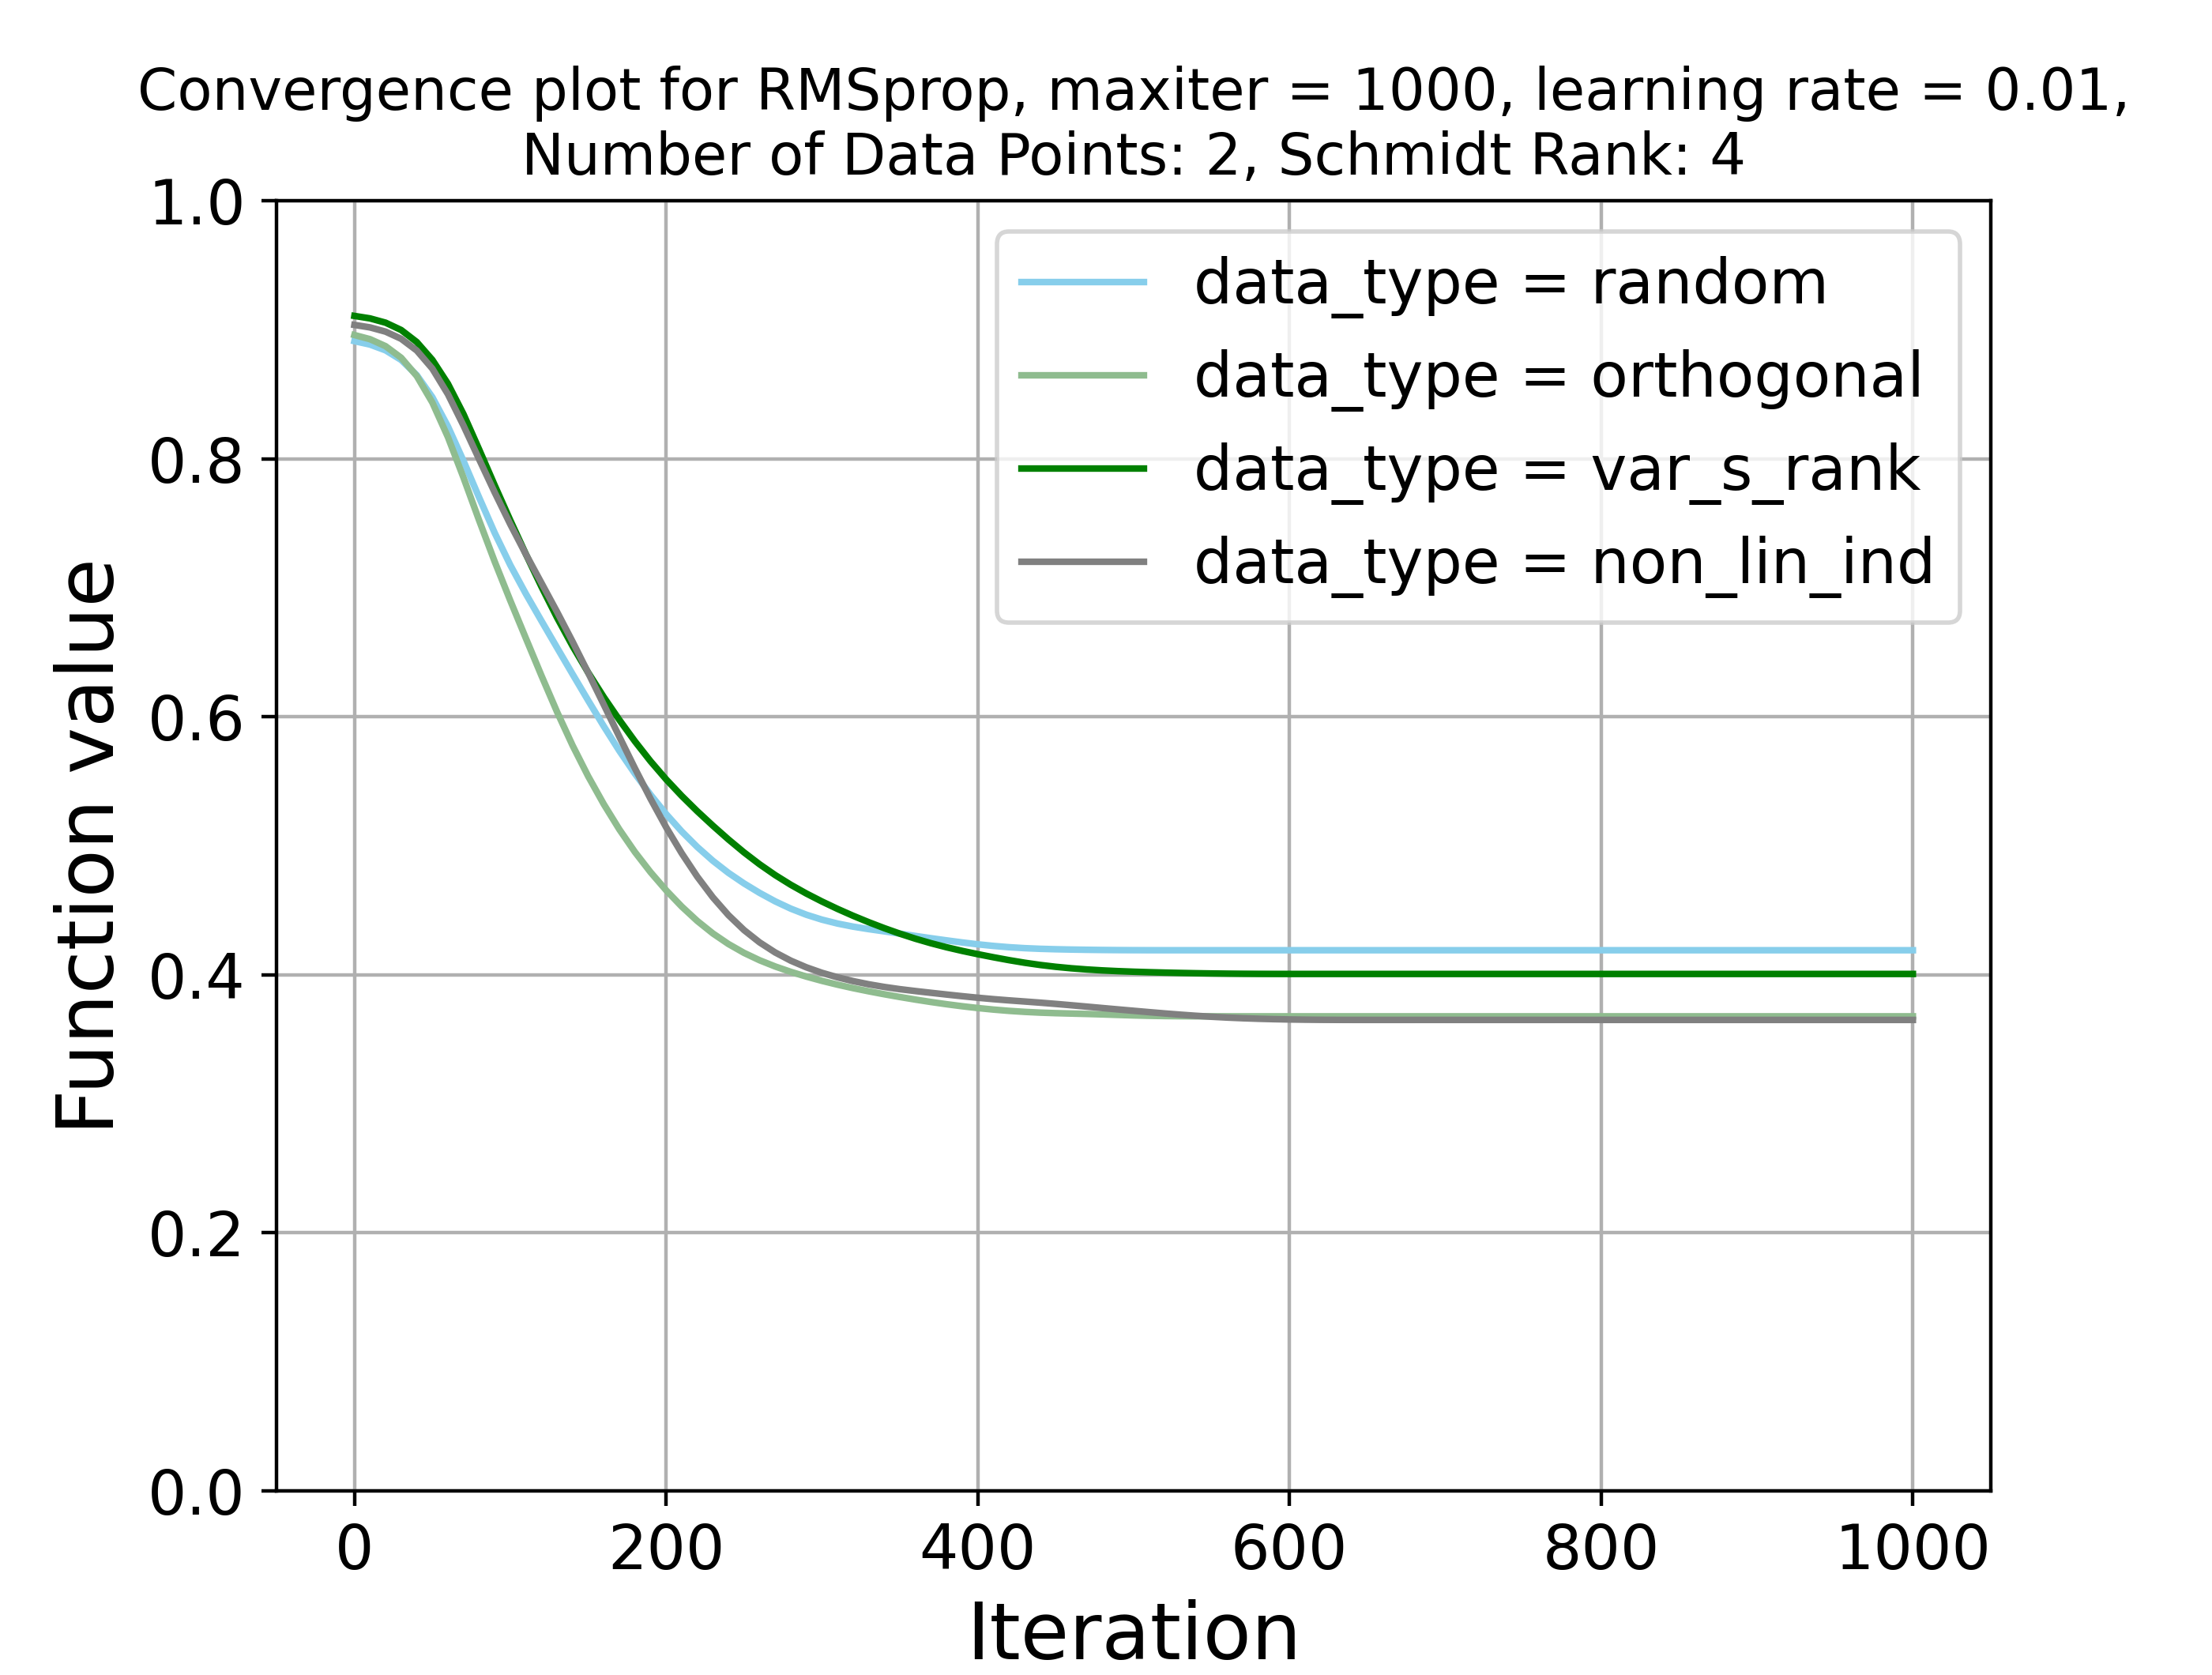 Convergence plot for RMSprop, maxiter = 1000, learning rate = 0.01,
Number of Data Points: 2, Schmidt Rank: 4
1.0
0.8
0.6
0.4
0.2
0.0
Function value
data_type = random
data_type = orthogonal
data_type = var_s_rank
data_type = non_lin_ind
0 200 400 600 800 1000
Iteration